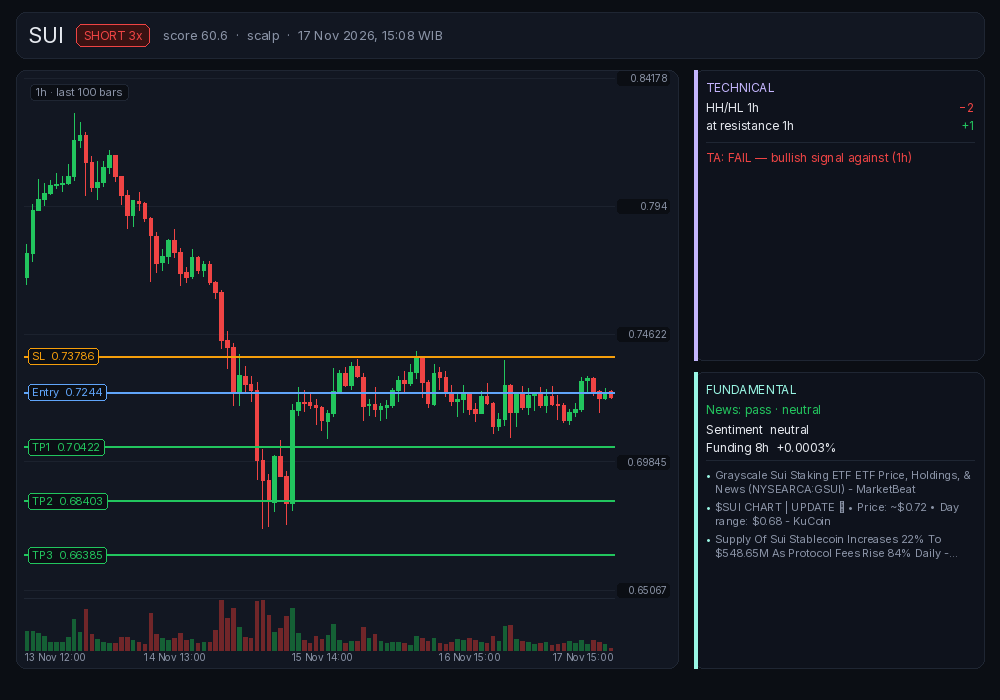 SUI SHORT 3x score 60.6 · scalp · 17 Nov 2026, 15:08 WIB
1h · last 100 bars
0.84178
0.794
0.74622
SL 0.73786
Entry 0.7244
TP1 0.70422
0.69845
TP2 0.68403
TP3 0.66385
0.65067
13 Nov 12:00 14 Nov 13:00 15 Nov 14:00 16 Nov 15:00 17 Nov 15:00
TECHNICAL
HH/HL 1h −2
at resistance 1h +1
TA: FAIL — bullish signal against (1h)
FUNDAMENTAL
News: pass · neutral
Sentiment neutral
Funding 8h +0.0003%
• Grayscale Sui Staking ETF ETF Price, Holdings, &
News (NYSEARCA:GSUI) - MarketBeat
• $SUI CHART | UPDATE • Price: ~$0.72 • Day
range: $0.68 - KuCoin
• Supply Of Sui Stablecoin Increases 22% To
$548.65M As Protocol Fees Rise 84% Daily -…